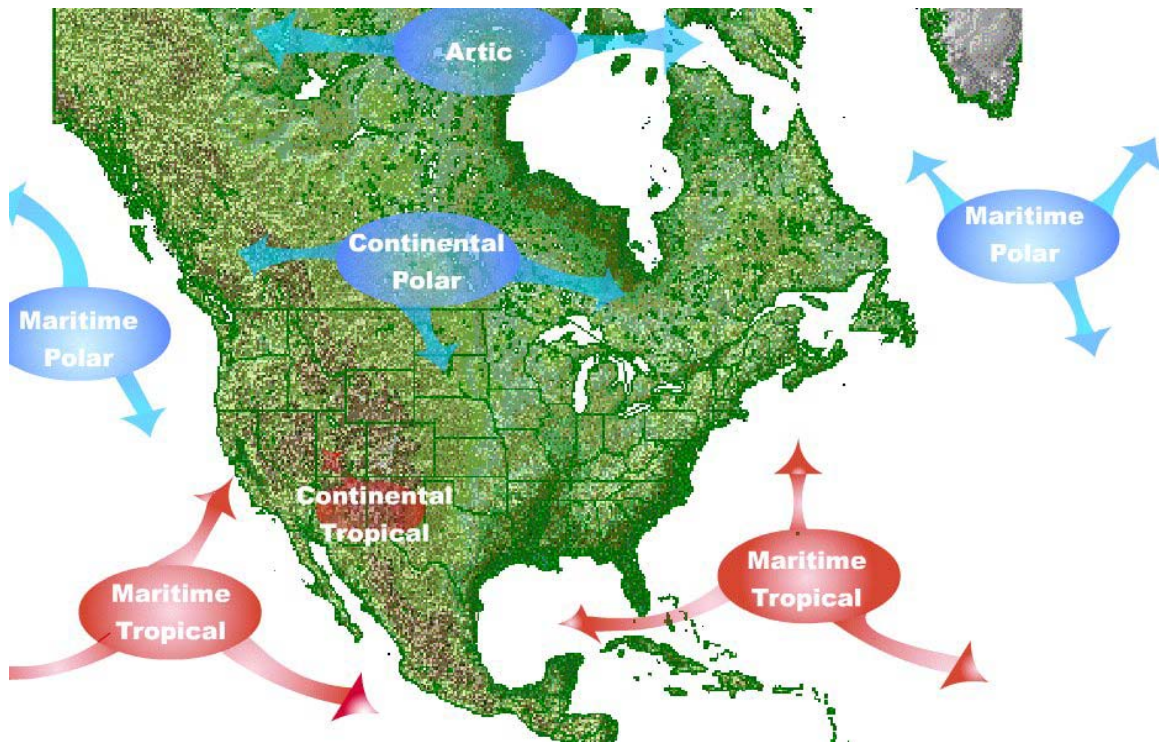 Artic
Continental
Polar
Maritime
Polar
Maritime
Polar
Continental
Tropical
Maritime
Tropical
Maritime
Tropical